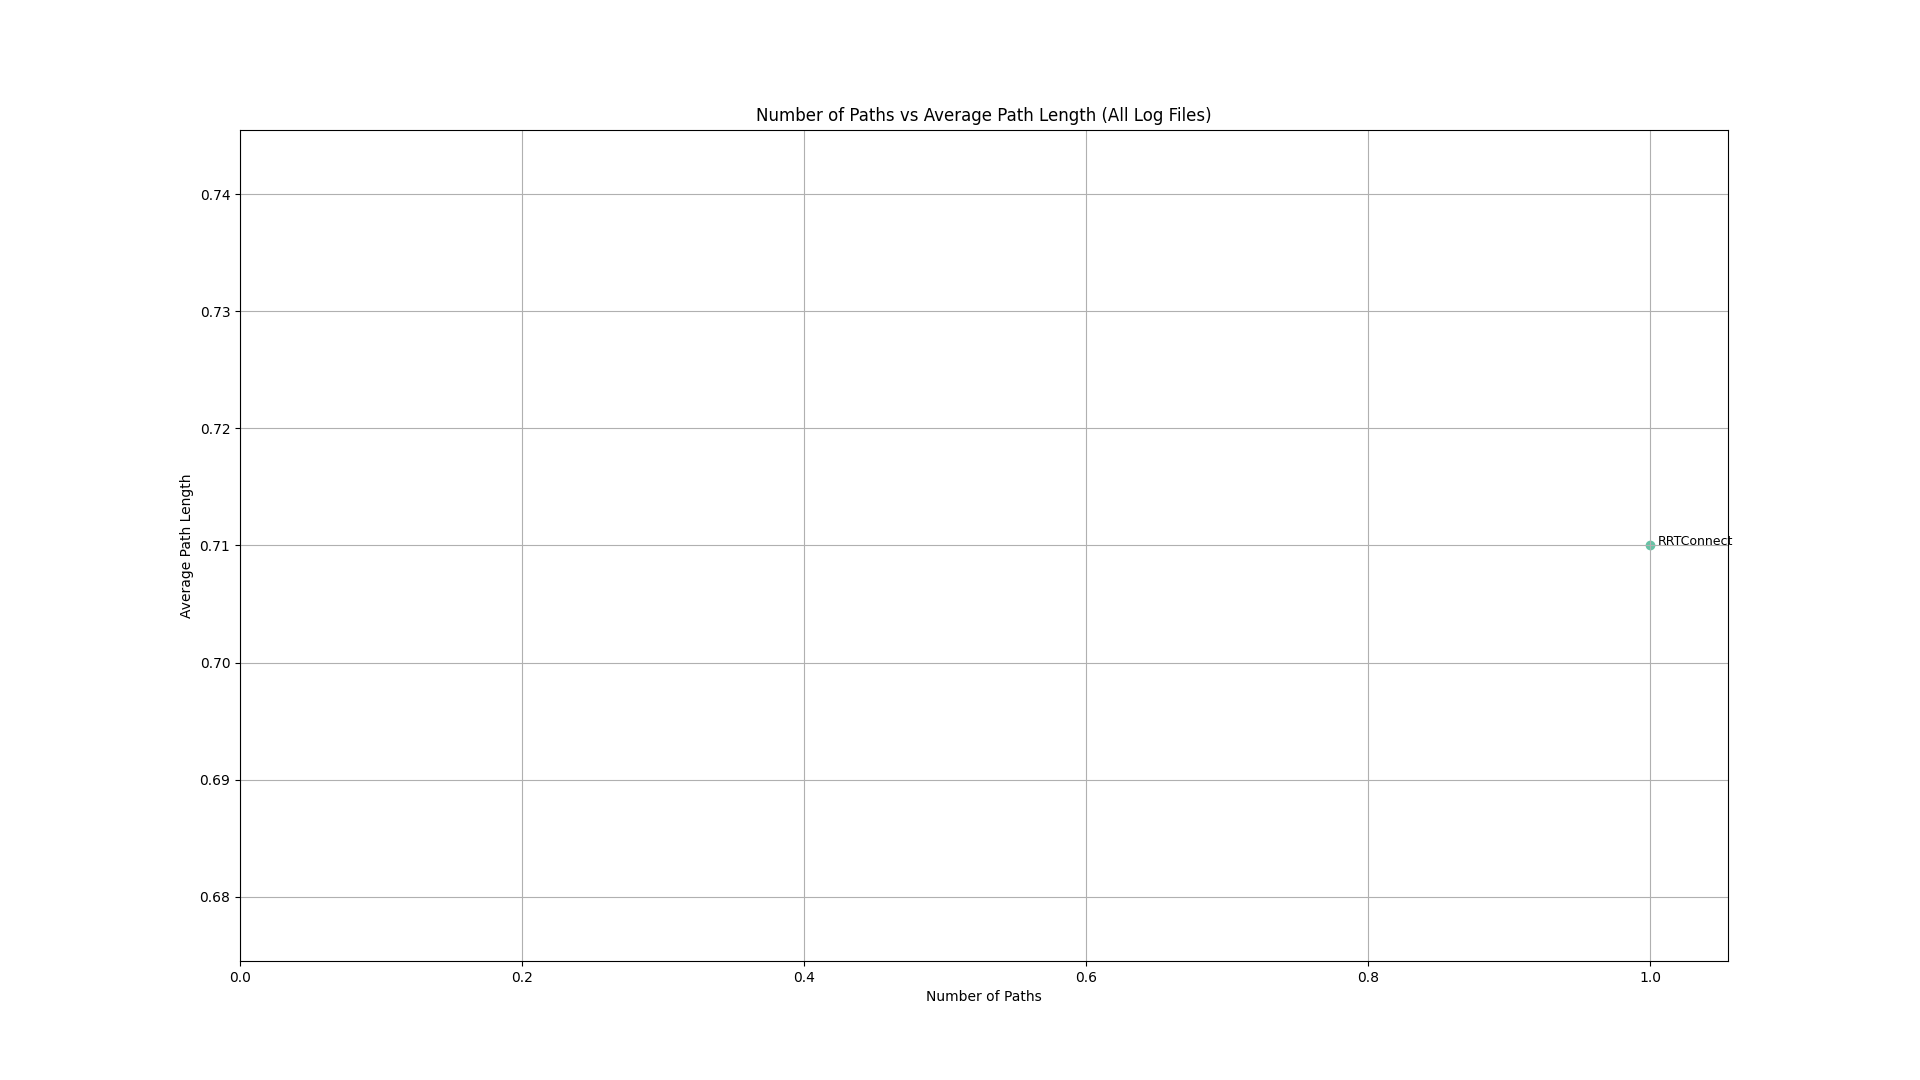 Number of Paths vs Average Path Length (All Log Files)
0.74
0.73
0.72
0.71
0.70
0.69
0.68
Average Path Length
RRTConnect
0.0 0.2 0.4 0.6 0.8 1.0
Number of Paths